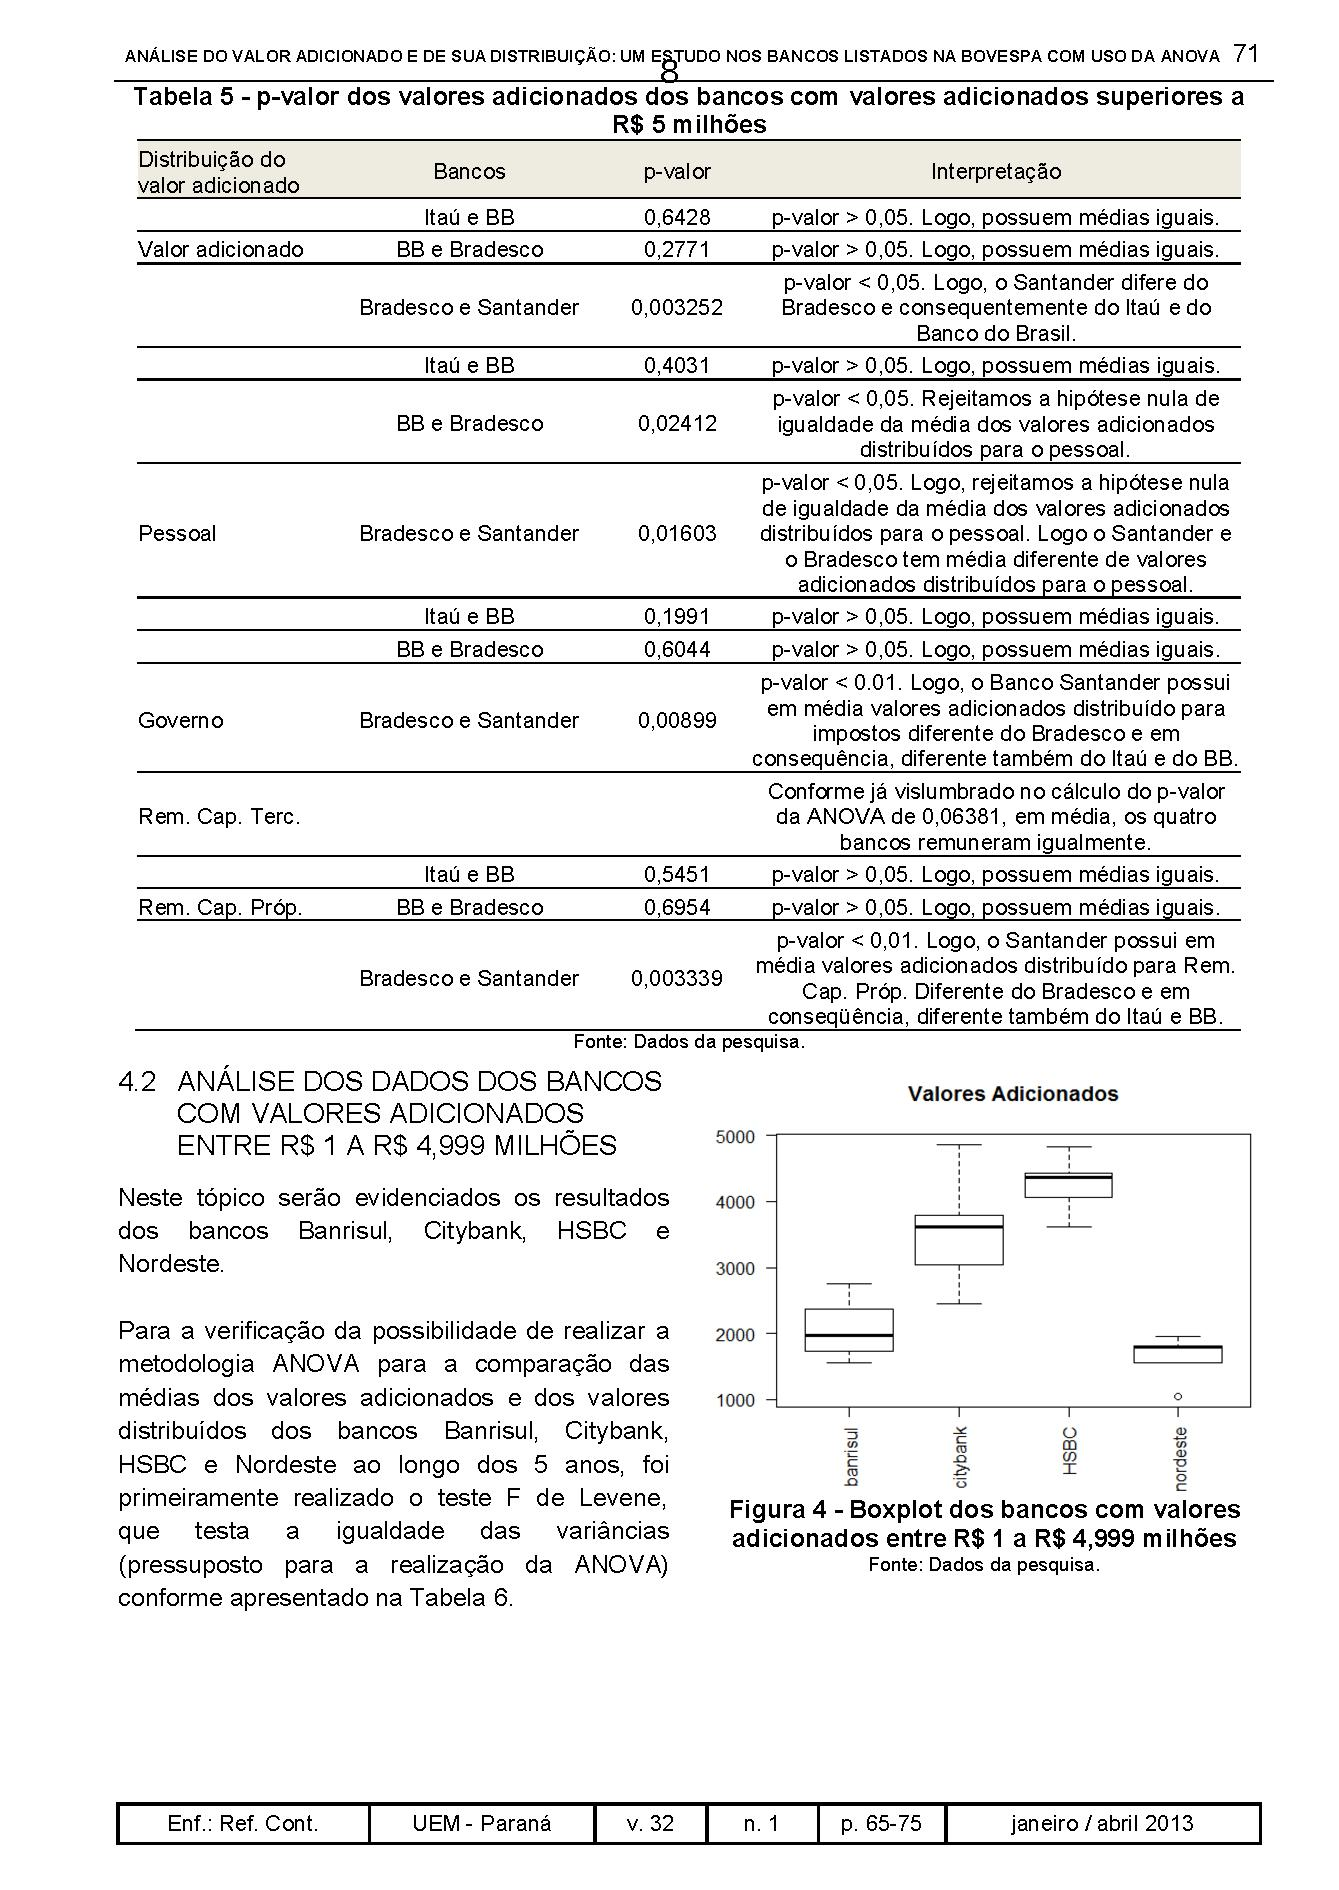 ANÁLISE DO VALOR ADICIONADO E DE SUA DISTRIBUIÇÃO: UM ESTUDO NOS BANCOS LISTADOS NA BOVESPA COM USO DA ANOVA 71
8
Tabela 5 - p-valor dos valores adicionados dos bancos com valores adicionados superiores a
R$ 5 milhões
Distribuição do
valor adicionado
Bancos
p-valor
Interpretação
Itaú e BB 0,6428 p-valor > 0,05. Logo, possuem médias iguais.
Valor adicionado BB e Bradesco 0,2771 p-valor > 0,05. Logo, possuem médias iguais.
Bradesco e Santander 0,003252
p-valor < 0,05. Logo, o Santander difere do
Bradesco e consequentemente do Itaú e do
Banco do Brasil.
Itaú e BB 0,4031 p-valor > 0,05. Logo, possuem médias iguais.
BB e Bradesco 0,02412
p-valor < 0,05. Rejeitamos a hipótese nula de
igualdade da média dos valores adicionados
distribuídos para o pessoal.
Pessoal Bradesco e Santander 0,01603
p-valor < 0,05. Logo, rejeitamos a hipótese nula
de igualdade da média dos valores adicionados
distribuídos para o pessoal. Logo o Santander e
o Bradesco tem média diferente de valores
adicionados distribuídos para o pessoal.
Itaú e BB 0,1991 p-valor > 0,05. Logo, possuem médias iguais.
BB e Bradesco 0,6044 p-valor > 0,05. Logo, possuem médias iguais.
Governo Bradesco e Santander 0,00899
p-valor < 0.01. Logo, o Banco Santander possui
em média valores adicionados distribuído para
impostos diferente do Bradesco e em
consequência, diferente também do Itaú e do BB.
Rem. Cap. Terc.
Conforme já vislumbrado no cálculo do p-valor
da ANOVA de 0,06381, em média, os quatro
bancos remuneram igualmente.
Itaú e BB 0,5451 p-valor > 0,05. Logo, possuem médias iguais.
Rem. Cap. Próp. BB e Bradesco 0,6954 p-valor > 0,05. Logo, possuem médias iguais.
Bradesco e Santander 0,003339
p-valor < 0,01. Logo, o Santander possui em
média valores adicionados distribuído para Rem.
Cap. Próp. Diferente do Bradesco e em
conseqüência, diferente também do Itaú e BB.
Fonte: Dados da pesquisa.
4.2 ANÁLISE DOS DADOS DOS BANCOS
COM VALORES ADICIONADOS
ENTRE R$ 1 A R$ 4,999 MILHÕES
Neste tópico serão evidenciados os resultados
dos bancos Banrisul, Citybank, HSBC e
Nordeste.
Para a verificação da possibilidade de realizar a
metodologia ANOVA para a comparação das
médias dos valores adicionados e dos valores
distribuídos dos bancos Banrisul, Citybank,
HSBC e Nordeste ao longo dos 5 anos, foi
primeiramente realizado o teste F de Levene,
que testa a igualdade das variâncias
(pressuposto para a realização da ANOVA)
conforme apresentado na Tabela 6.
Valores Adicionados
5000
4000
3000
2000
1000
banrisul
citybank
HSBC
nordeste
Figura 4 - Boxplot dos bancos com valores
adicionados entre R$ 1 a R$ 4,999 milhões
Fonte: Dados da pesquisa.
Enf.: Ref. Cont. UEM - Paraná v. 32 n. 1 p. 65-75 janeiro / abril 2013